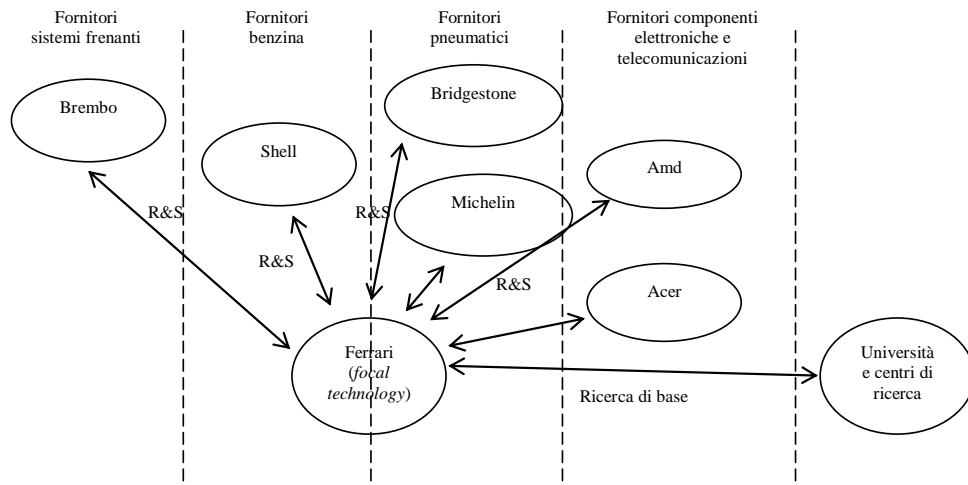 Fornitori
sistemi frenanti
Fornitori
benzina
Fornitori
pneumatici
Fornitori componenti
elettroniche e
telecomunicazioni
Brembo
Shell
Bridgestone
Michelin
Amd
Acer
R&S
R&S
R&S
R&S
Ferrari
(focal
technology)
Ricerca di base
Università
e centri di
ricerca